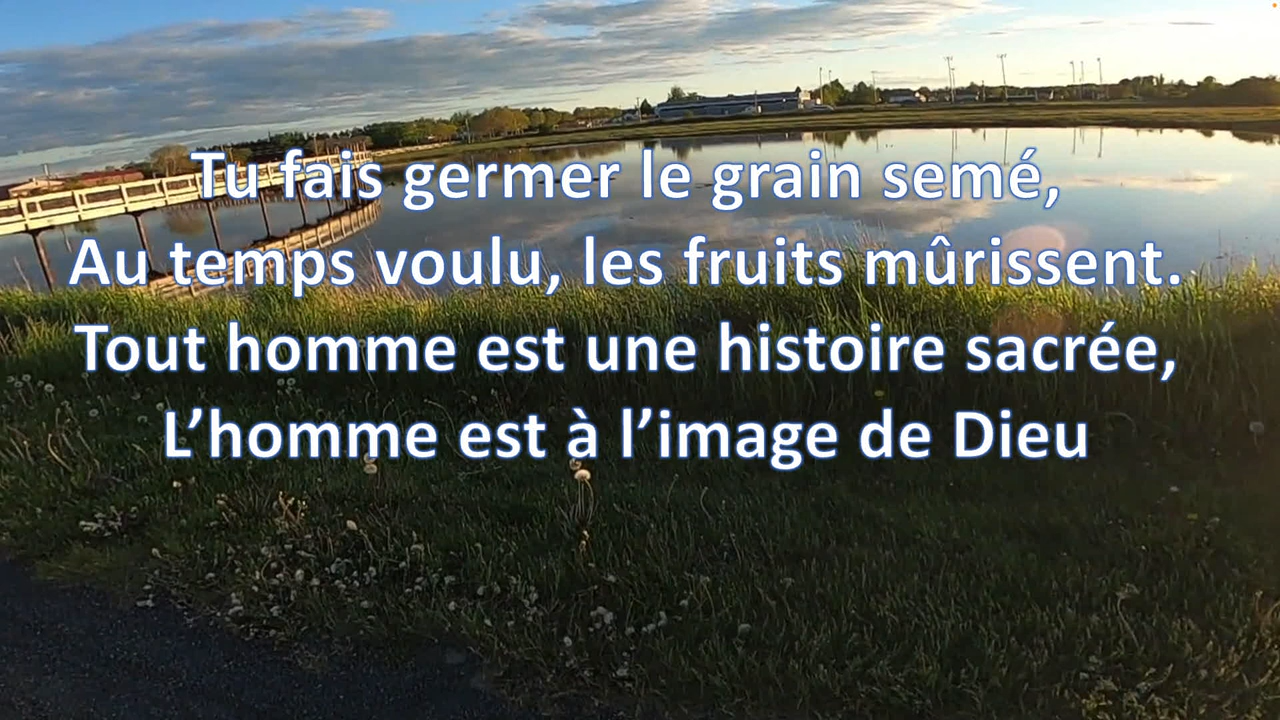 Tu fais germer le grain semé,
Au temps voulu, les fruits mûrissent.
Tout homme est une histoire sacrée,
L’homme est à l’image de Dieu